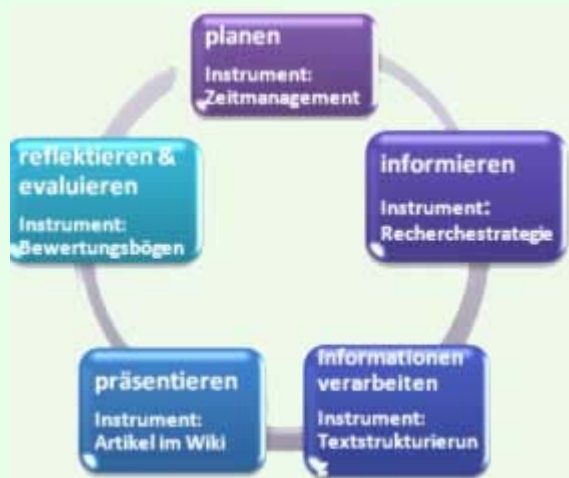 planen
Instrument:
Zeitmanagement
informieren
Instrument:
Recherchestrategie
Informationen
verarbeiten
Instrument:
Textstrukturierun
präsentieren
Instrument:
Artikel im Wiki
reflektieren &
evaluieren
Instrument:
Bewertungsbögen